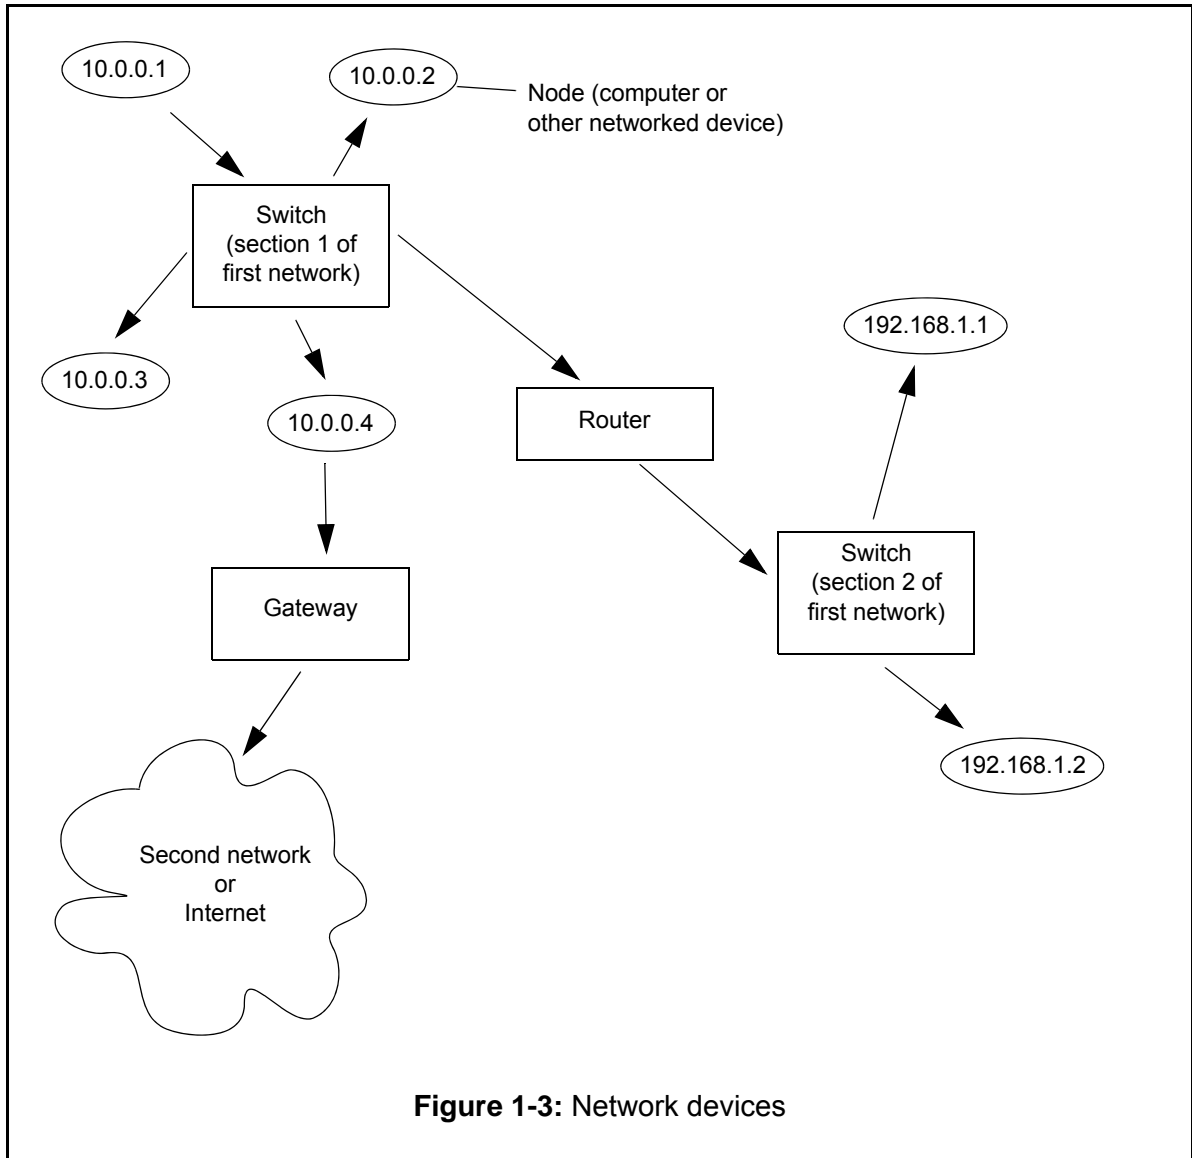 10.0.0.1
10.0.0.2
Node (computer or
other networked device)
Switch
(section 1 of
first network)
10.0.0.3
10.0.0.4
Router
192.168.1.1
Switch
(section 2 of
first network)
Gateway
192.168.1.2
Second network
or
Internet
Figure 1-3: Network devices